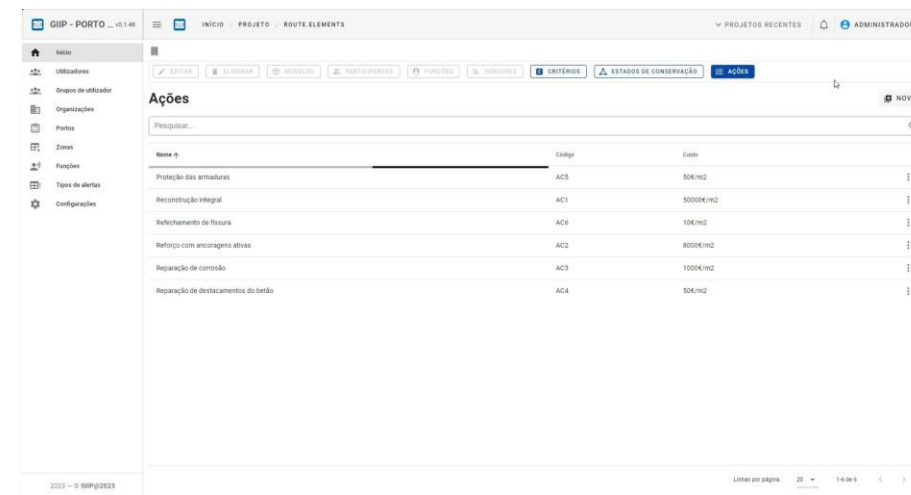 GIIP - PORTO ... v0.1.48
INÍCIO / PROJETO / ROUTE.ELEMENTS
PROJETOS RECENTES
ADMINISTRADOR
Início
Utilizadores
Grupos de utilizador
Organizações
Portos
Zonas
Funções
Tipos de alertas
Configurações
EDITAR ELIMINAR MODELOS PARTICIPANTES FUNÇÕES SENSORES CRITÉRIOS ESTADOS DE CONSERVAÇÃO AÇÕES
Ações
NOV
Pesquisar...
Nome Código Custo
Proteção das armaduras AC5 50€/m2
Reconstrução integral AC1 50000€/m2
Refechamento de fissura AC6 10€/m2
Reforço com ancoragens ativas AC2 8000€/m2
Reparação de corrosão AC3 1000€/m2
Reparação de destacamentos do betão AC4 50€/m2
Linhas por página: 20 1-6 de 6
2023 — © GIIP@2023